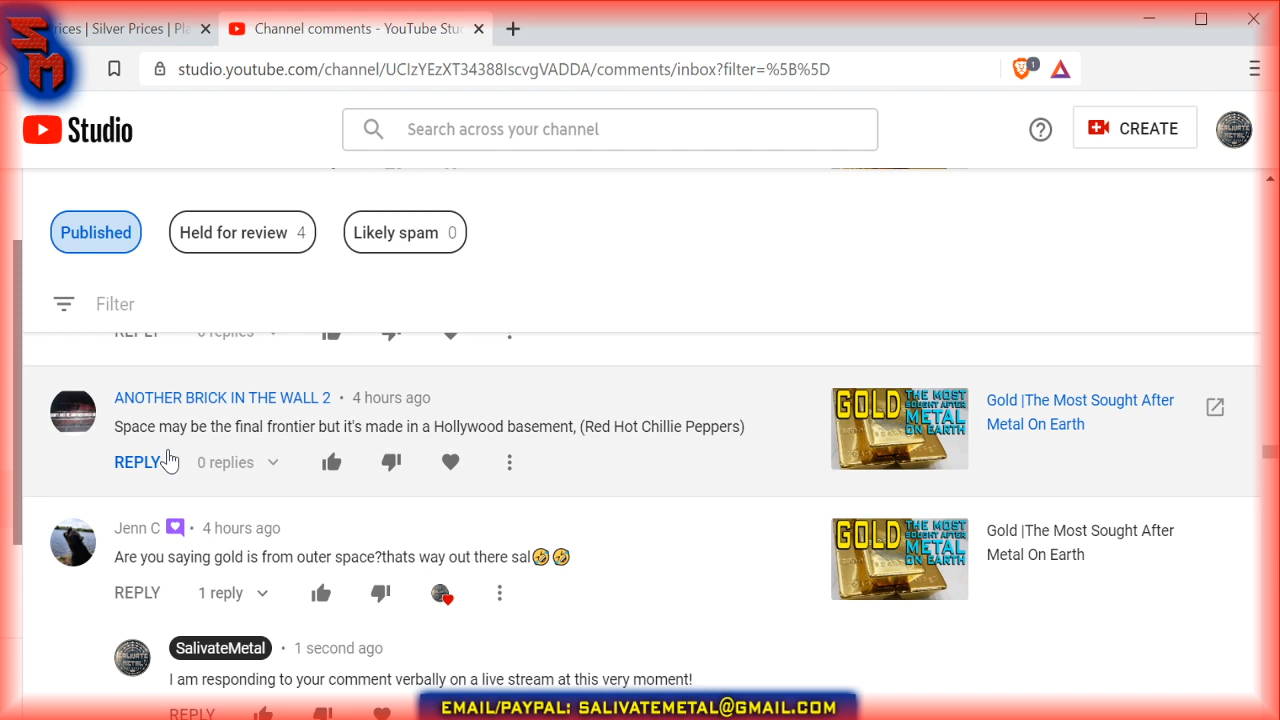 SM
rices | Silver Prices | Pla
Channel comments - YouTube Stu
studio.youtube.com/channel/UCIzYEzXT34388IscvgVADDA/comments/inbox?filter=%5B%5D
1
Studio
Search across your channel
CREATE
Published
Held for review 4
Likely spam 0
Filter
REPLY 0 replies
ANOTHER BRICK IN THE WALL 2 • 4 hours ago
Space may be the final frontier but it's made in a Hollywood basement, (Red Hot Chillie Peppers)
REPLY 0 replies
GOLD THE MOST SOUGHT AFTER METAL ON EARTH
Gold |The Most Sought After
Metal On Earth
Jenn C • 4 hours ago
Are you saying gold is from outer space?thats way out there sal🤣🤣
REPLY 1 reply
GOLD THE MOST SOUGHT AFTER METAL ON EARTH
Gold |The Most Sought After
Metal On Earth
SalivateMetal • 1 second ago
I am responding to your comment verbally on a live stream at this very moment!
REPLY
EMAIL/PAYPAL: SALIVATEMETAL@GMAIL.COM